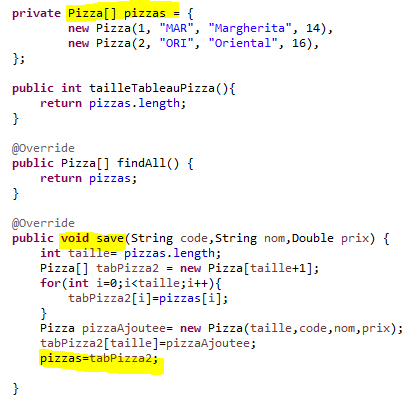 private Pizza[] pizzas = {
new Pizza(1, "MAR", "Margherita", 14),
new Pizza(2, "ORI", "Oriental", 16),
};
public int tailleTableauPizza(){
return pizzas.length;
}
@Override
public Pizza[] findAll() {
return pizzas;
}
@Override
public void save(String code,String nom,Double prix) {
int taille= pizzas.length;
Pizza[] tabPizza2 = new Pizza[taille+1];
for(int i=0;i<taille;i++){
tabPizza2[i]=pizzas[i];
}
Pizza pizzaAjoutee= new Pizza(taille,code,nom,prix);
tabPizza2[taille]=pizzaAjoutee;
pizzas=tabPizza2;
}